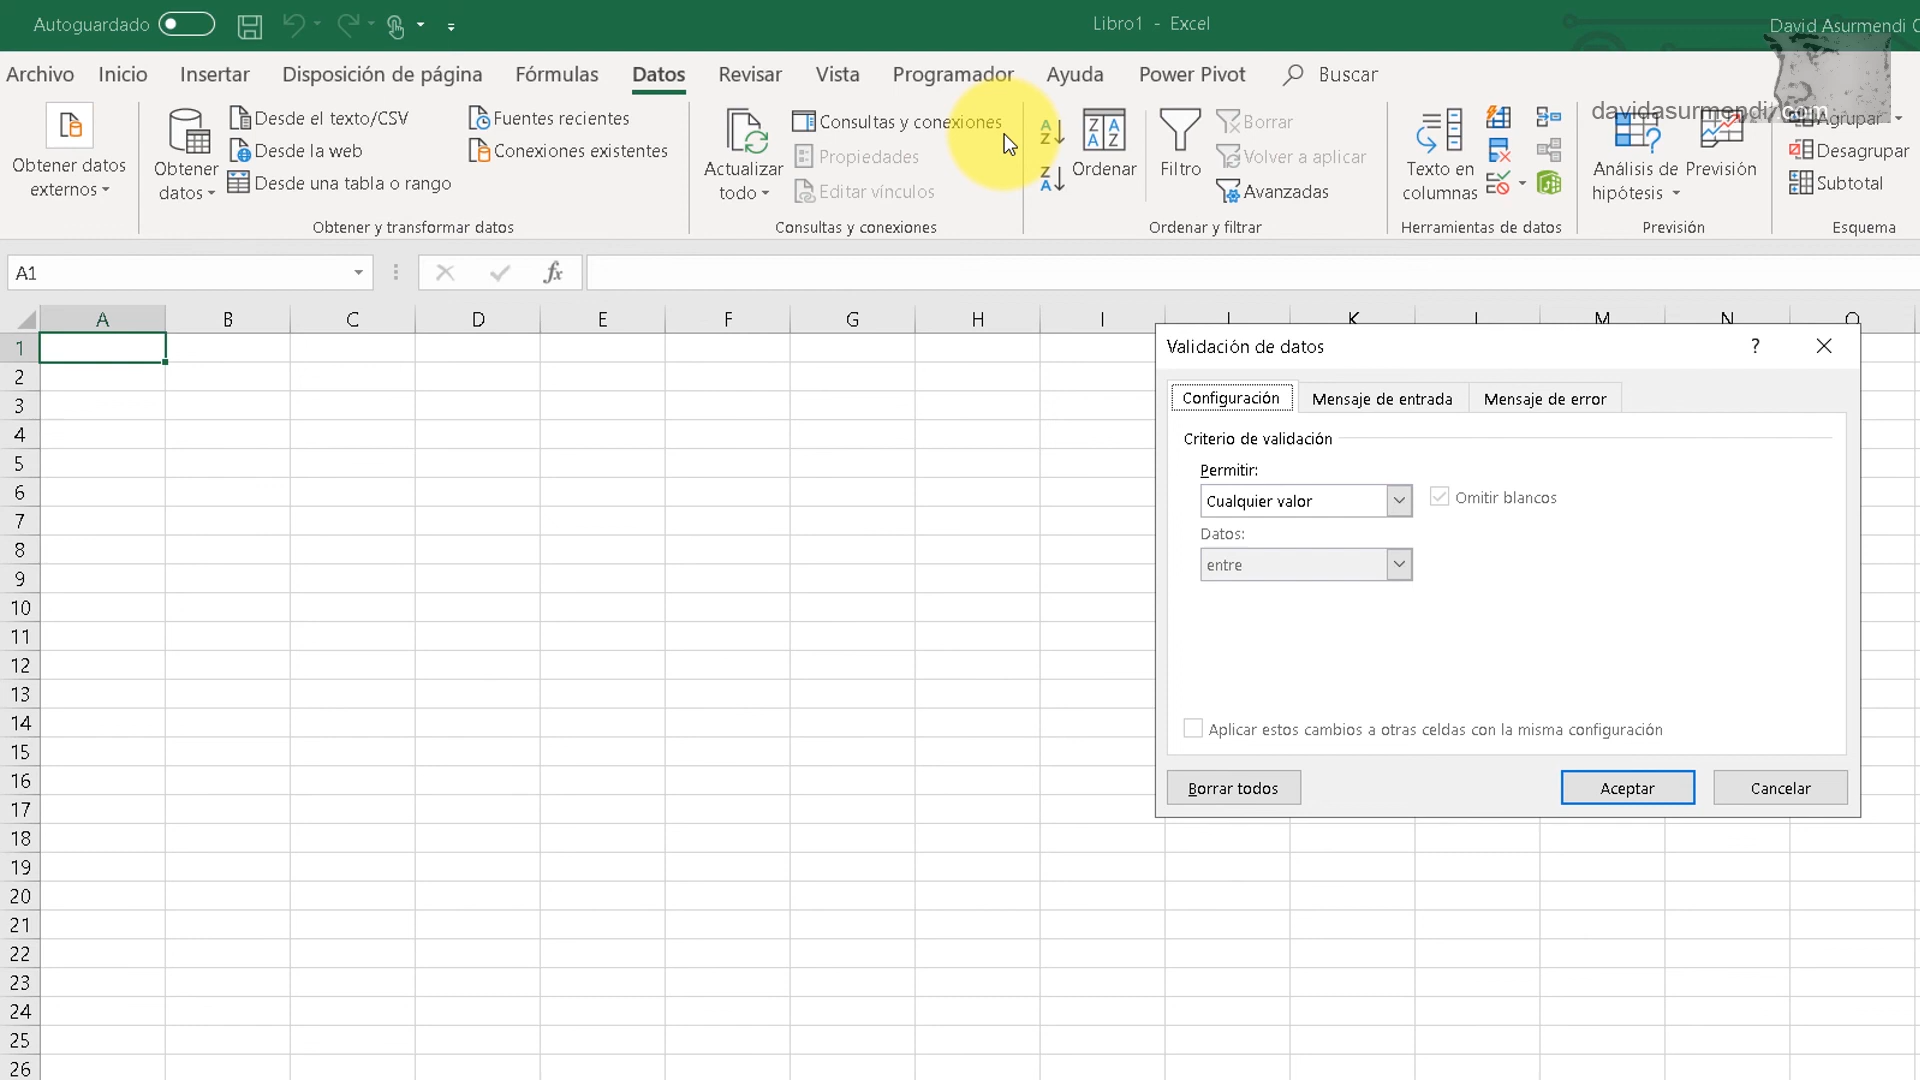 Autoguardado
Libro1 - Excel
David Asurmendi
Archivo Inicio Insertar Disposición de página Fórmulas Datos Revisar Vista Programador Ayuda Power Pivot Buscar
davidasurmendi.com
Obtener datos externos
Obtener datos
Desde el texto/CSV
Desde la web
Desde una tabla o rango
Fuentes recientes
Conexiones existentes
Obtener y transformar datos
Actualizar todo
Consultas y conexiones
Propiedades
Editar vínculos
Consultas y conexiones
Ordenar
Filtro
Borrar
Volver a aplicar
Avanzadas
Ordenar y filtrar
Texto en columnas
Herramientas de datos
Análisis de hipótesis
Previsión
Previsión
Agrupar
Desagrupar
Subtotal
Esquema
A1
fx
A B C D E F G H I J K L M N O
1
2
3
4
5
6
7
8
9
10
11
12
13
14
15
16
17
18
19
20
21
22
23
24
25
26
Validación de datos ?
Configuración Mensaje de entrada Mensaje de error
Criterio de validación
Permitir:
Cualquier valor
Omitir blancos
Datos:
entre
Aplicar estos cambios a otras celdas con la misma configuración
Borrar todos Aceptar Cancelar